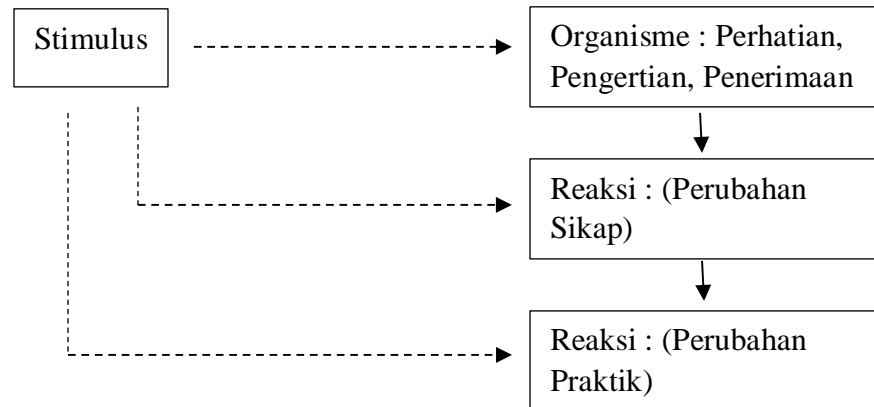 Stimulus
Organisme : Perhatian,
Pengertian, Penerimaan
Reaksi : (Perubahan
Sikap)
Reaksi : (Perubahan
Praktik)